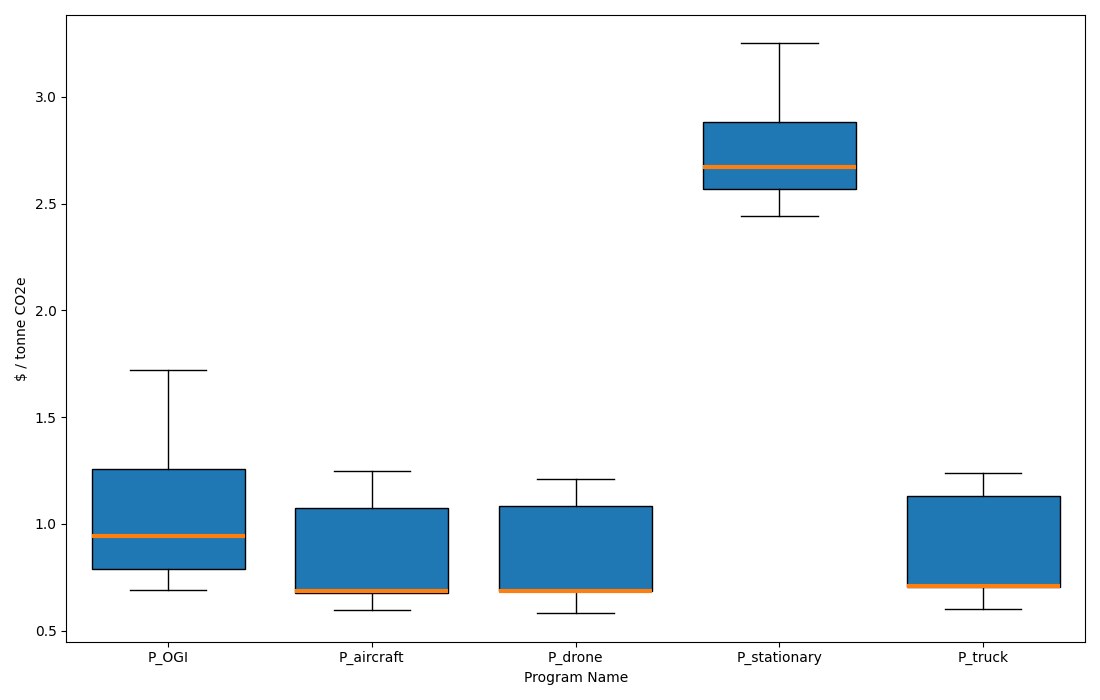 $ / tonne CO2e
3.0
2.5
2.0
1.5
1.0
0.5
P_OGI P_aircraft P_drone P_stationary P_truck
Program Name